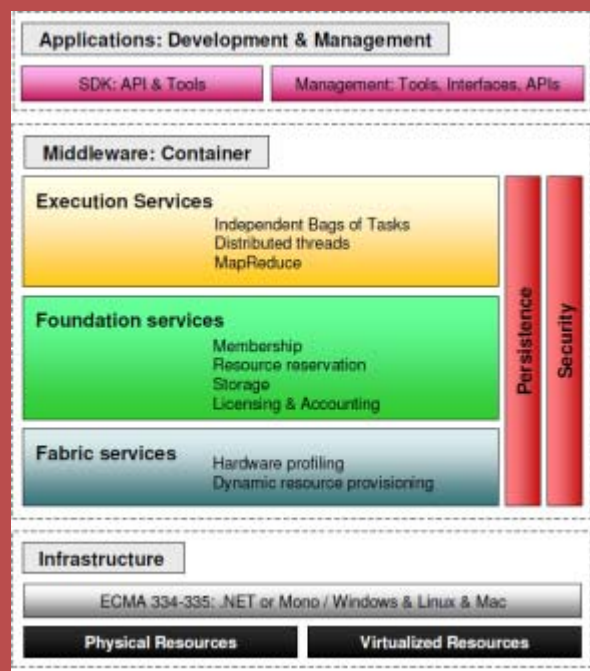 Applications: Development & Management
SDK: API & Tools
Management: Tools, Interfaces, APIs
Middleware: Container
Execution Services
Independent Bags of Tasks
Distributed threads
MapReduce
Foundation services
Membership
Resource reservation
Storage
Licensing & Accounting
Fabric services
Hardware profiling
Dynamic resource provisioning
Persistence
Security
Infrastructure
ECMA 334-335: .NET or Mono / Windows & Linux & Mac
Physical Resources
Virtualized Resources